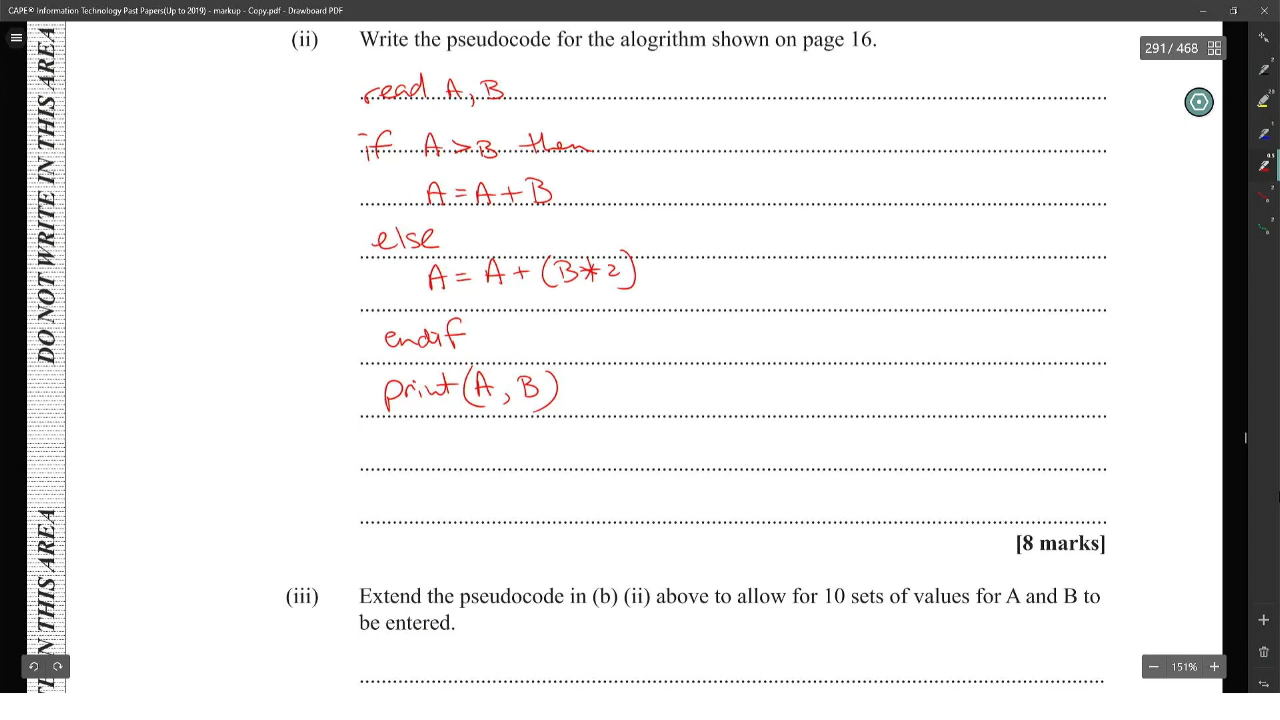 CAPE® Information Technology Past Papers(Up to 2019) - markup - Copy.pdf - Drawboard PDF
291 / 468
(ii) Write the pseudocode for the alogrithm shown on page 16.
read A, B
if A > B then
A = A + B
else
A = A + (B * 2)
endif
print (A, B)
[8 marks]
(iii) Extend the pseudocode in (b) (ii) above to allow for 10 sets of values for A and B to
be entered.
DO NOT WRITE IN THIS AREA
151%